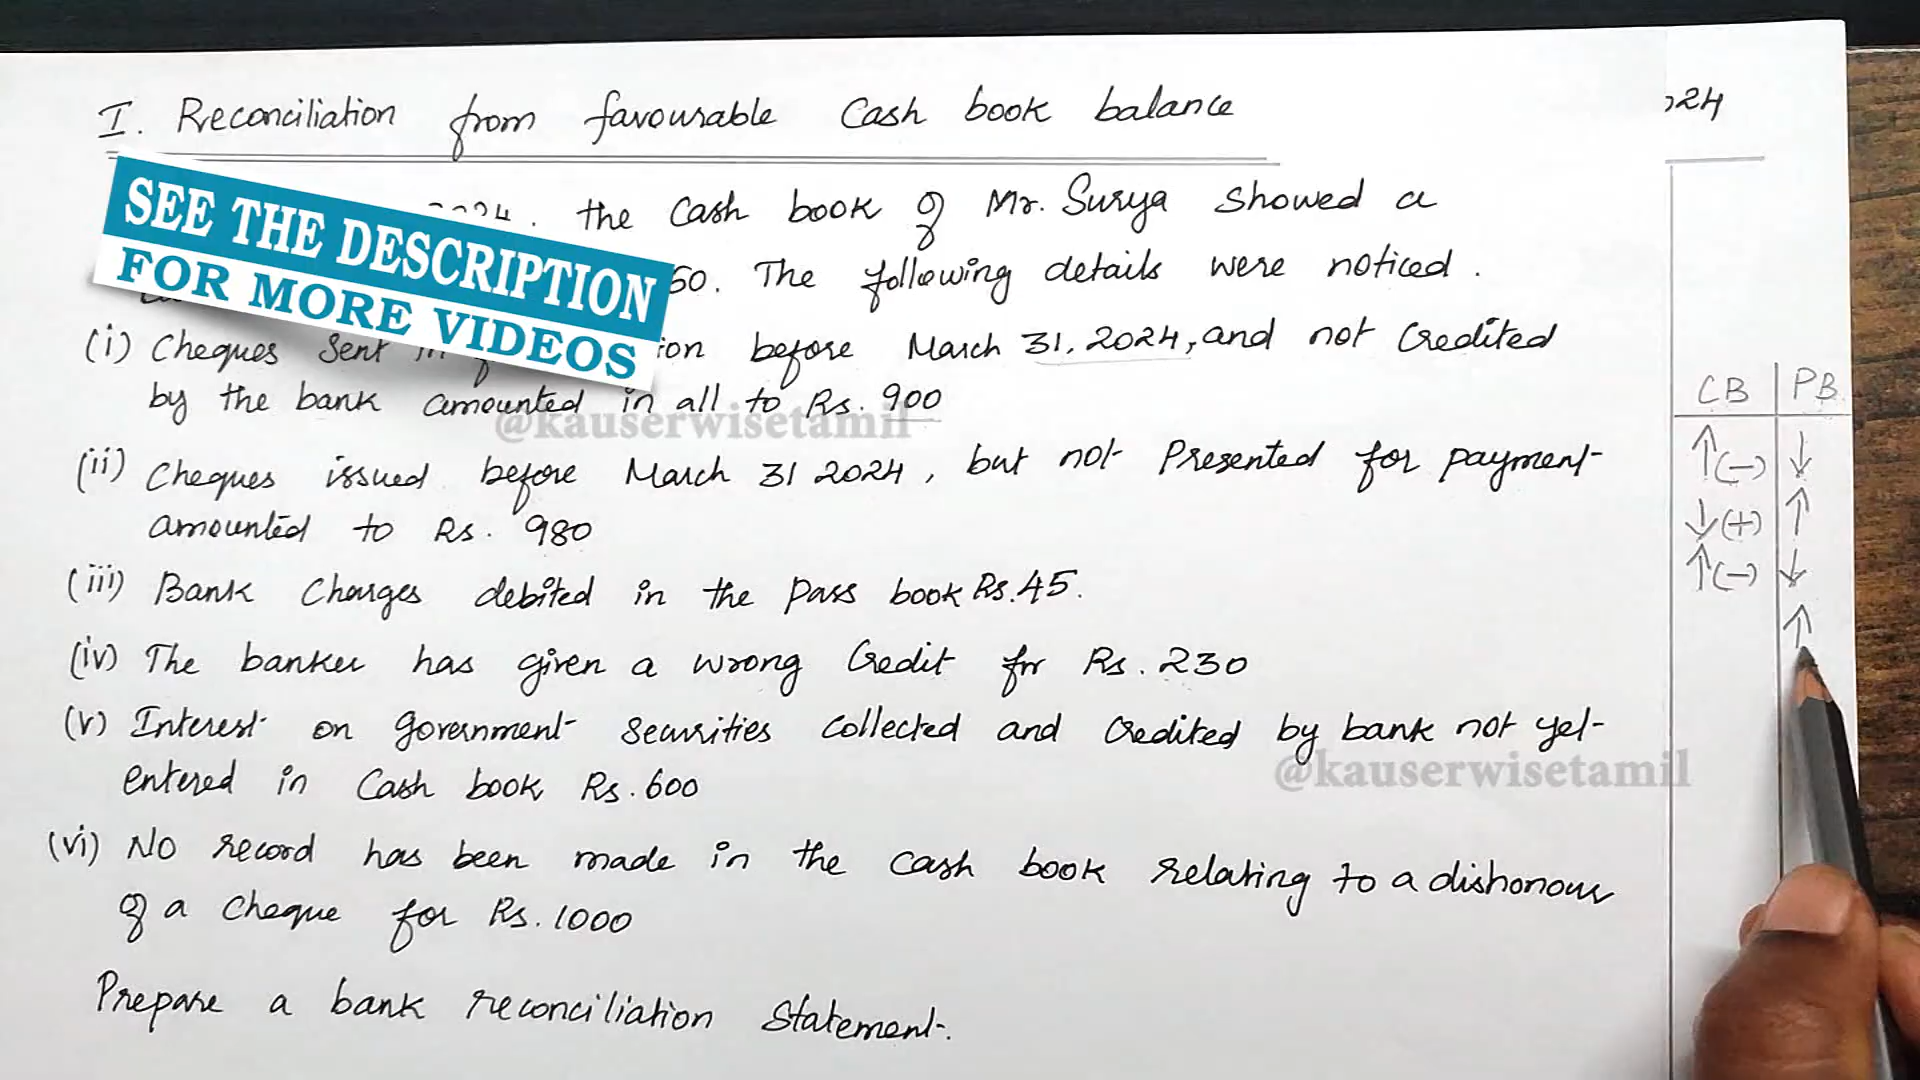 I. Reconciliation from favourable Cash book balance
024
2024. the Cash book of Mr. Surya Showed a
50. The following details were noticed.
SEE THE DESCRIPTION
FOR MORE VIDEOS
(i) Cheques Sent in before March 31, 2024, and not Credited
by the bank amounted in all to Rs. 900
@kauserwisetamil
CB PB
(ii) Cheques issued before March 31 2024, but not Presented for payment
amounted to Rs. 980
↑(-) ↓
↓(+) ↑
↑(-) ↓
↑
(iii) Bank Charges debited in the pass book Rs.45.
(iv) The banker has given a wrong Credit for Rs. 230
(v) Interest on government Securities Collected and Credited by bank not yet
entered in Cash book Rs. 600
@kauserwisetamil
(vi) No record has been made in the cash book relating to a dishonour
of a Cheque for Rs. 1000
Prepare a bank reconciliation Statement.